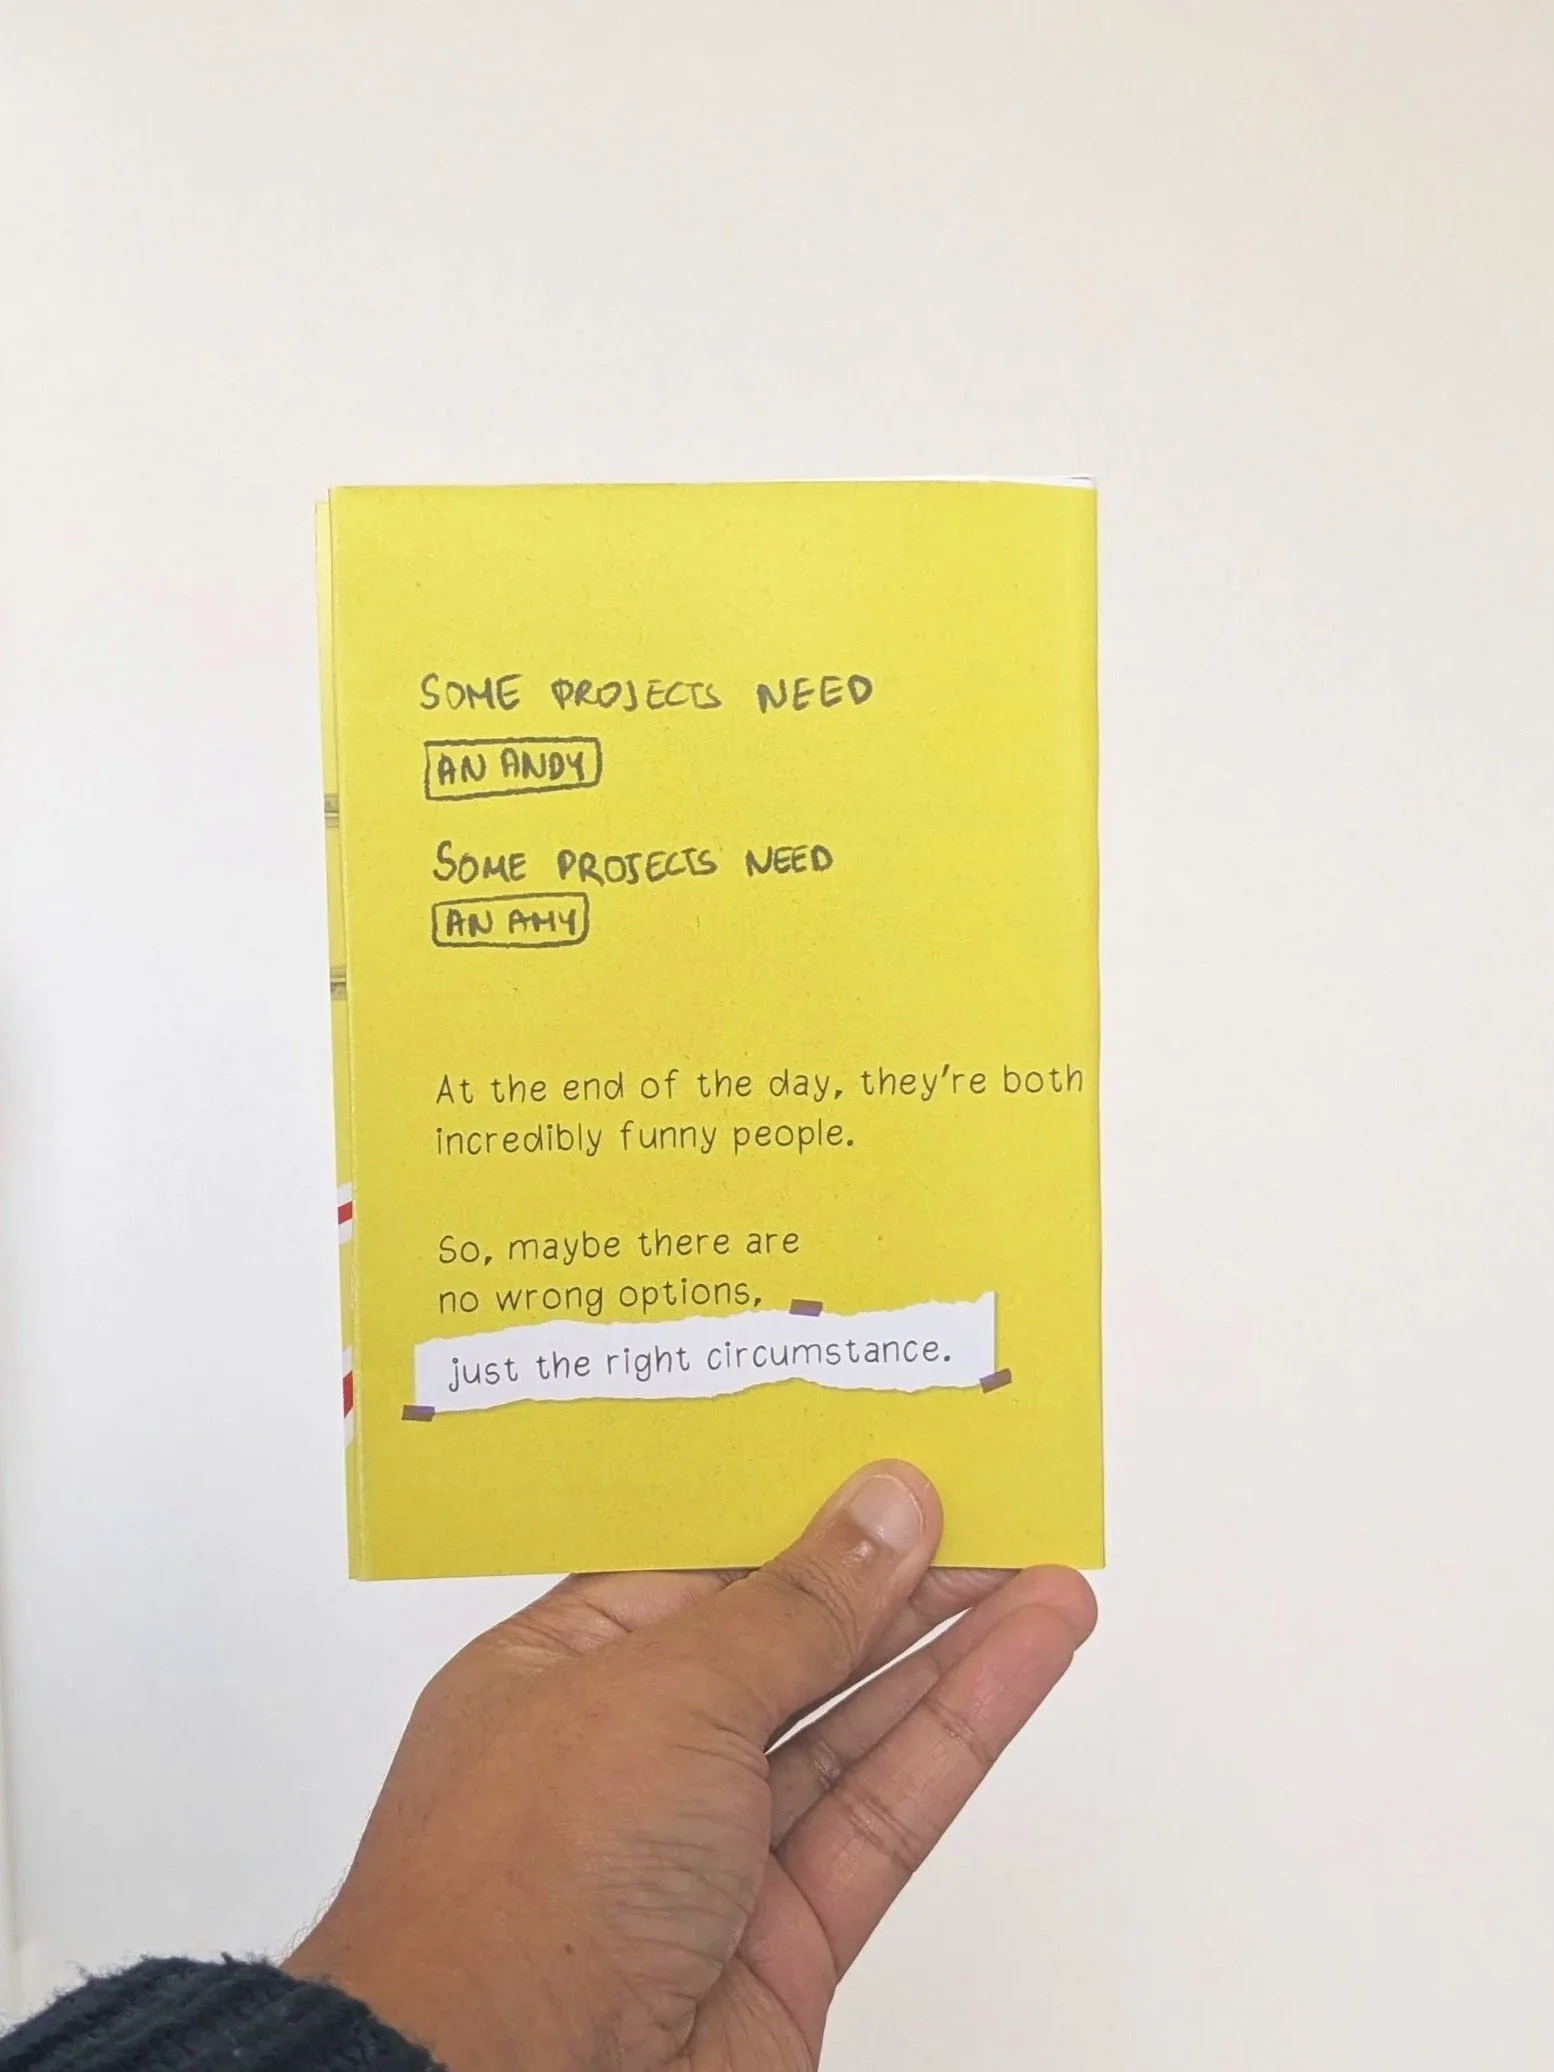 SOME PROJECTS NEED
AN ANDY
SOME PROJECTS NEED
AN AMY
At the end of the day, they're both
incredibly funny people.
So, maybe there are
no wrong options,
just the right circumstance.